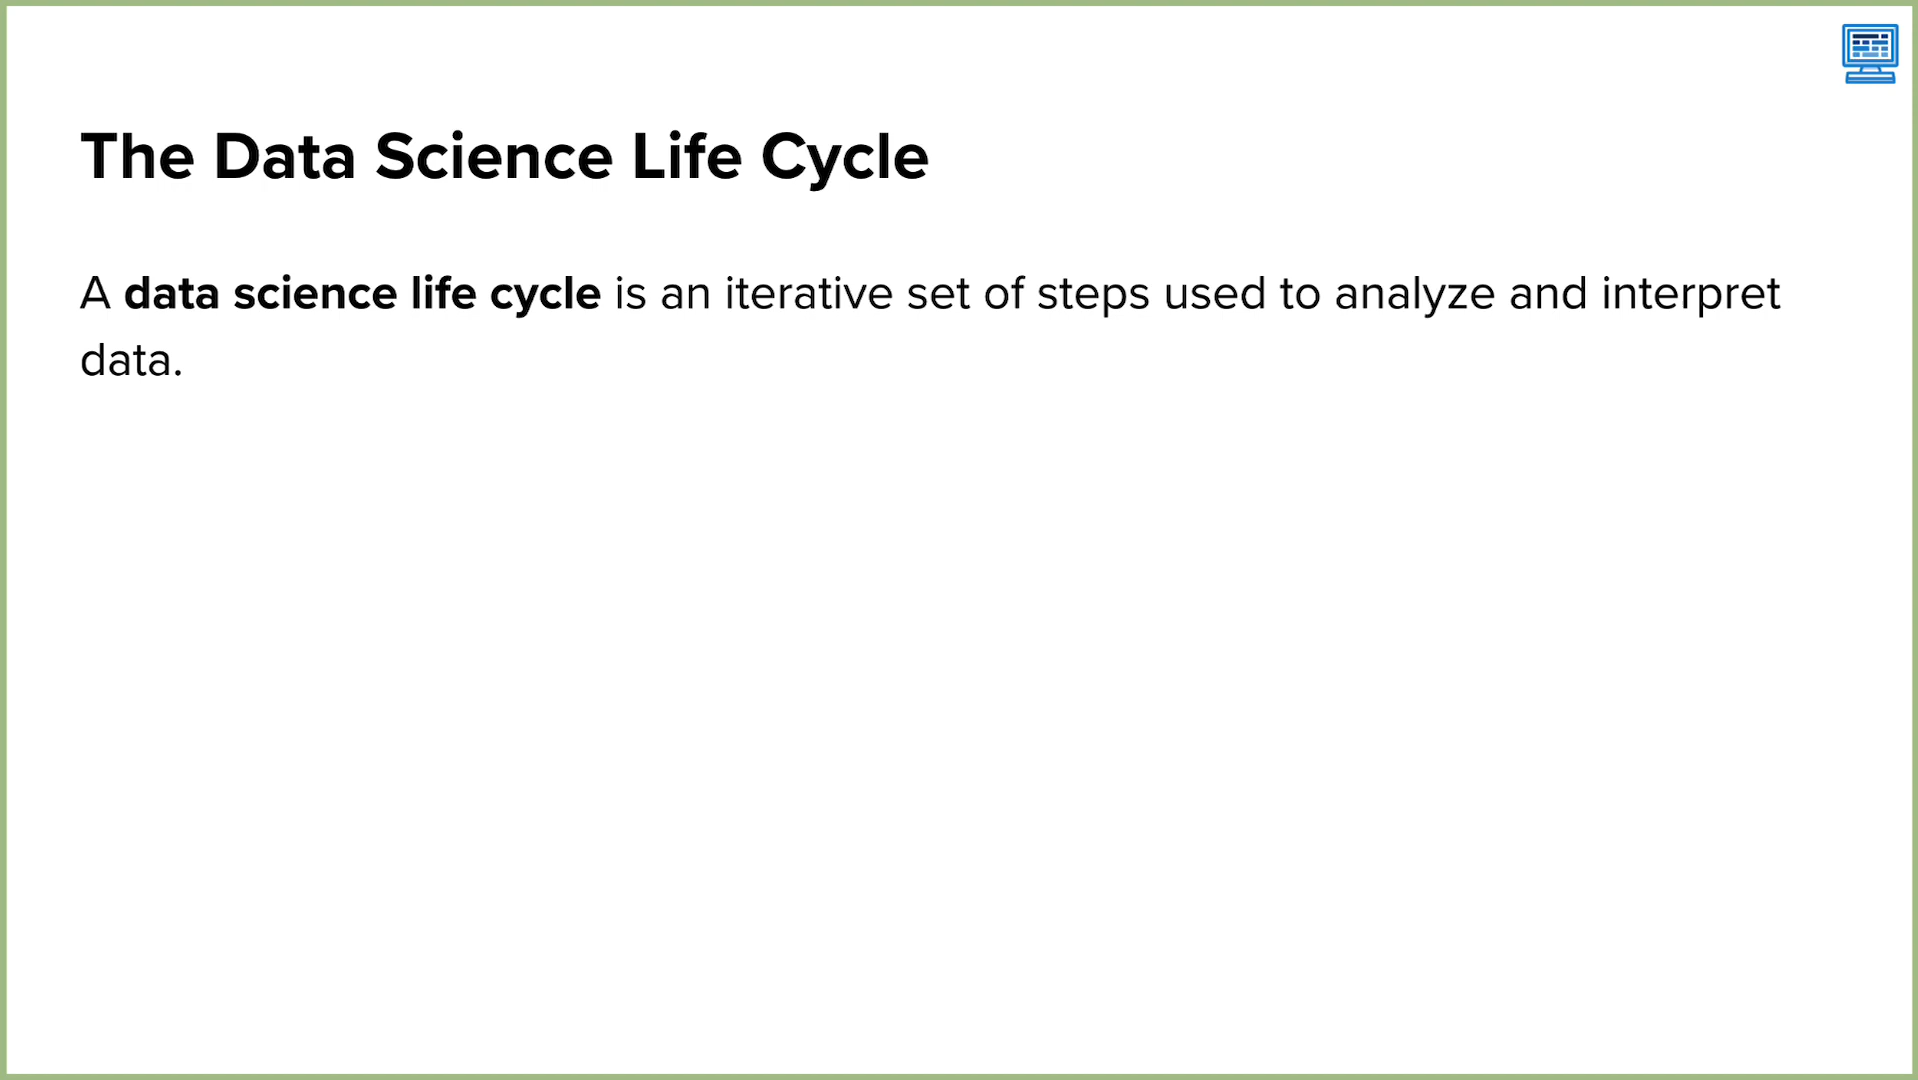 The Data Science Life Cycle
A data science life cycle is an iterative set of steps used to analyze and interpret
data.